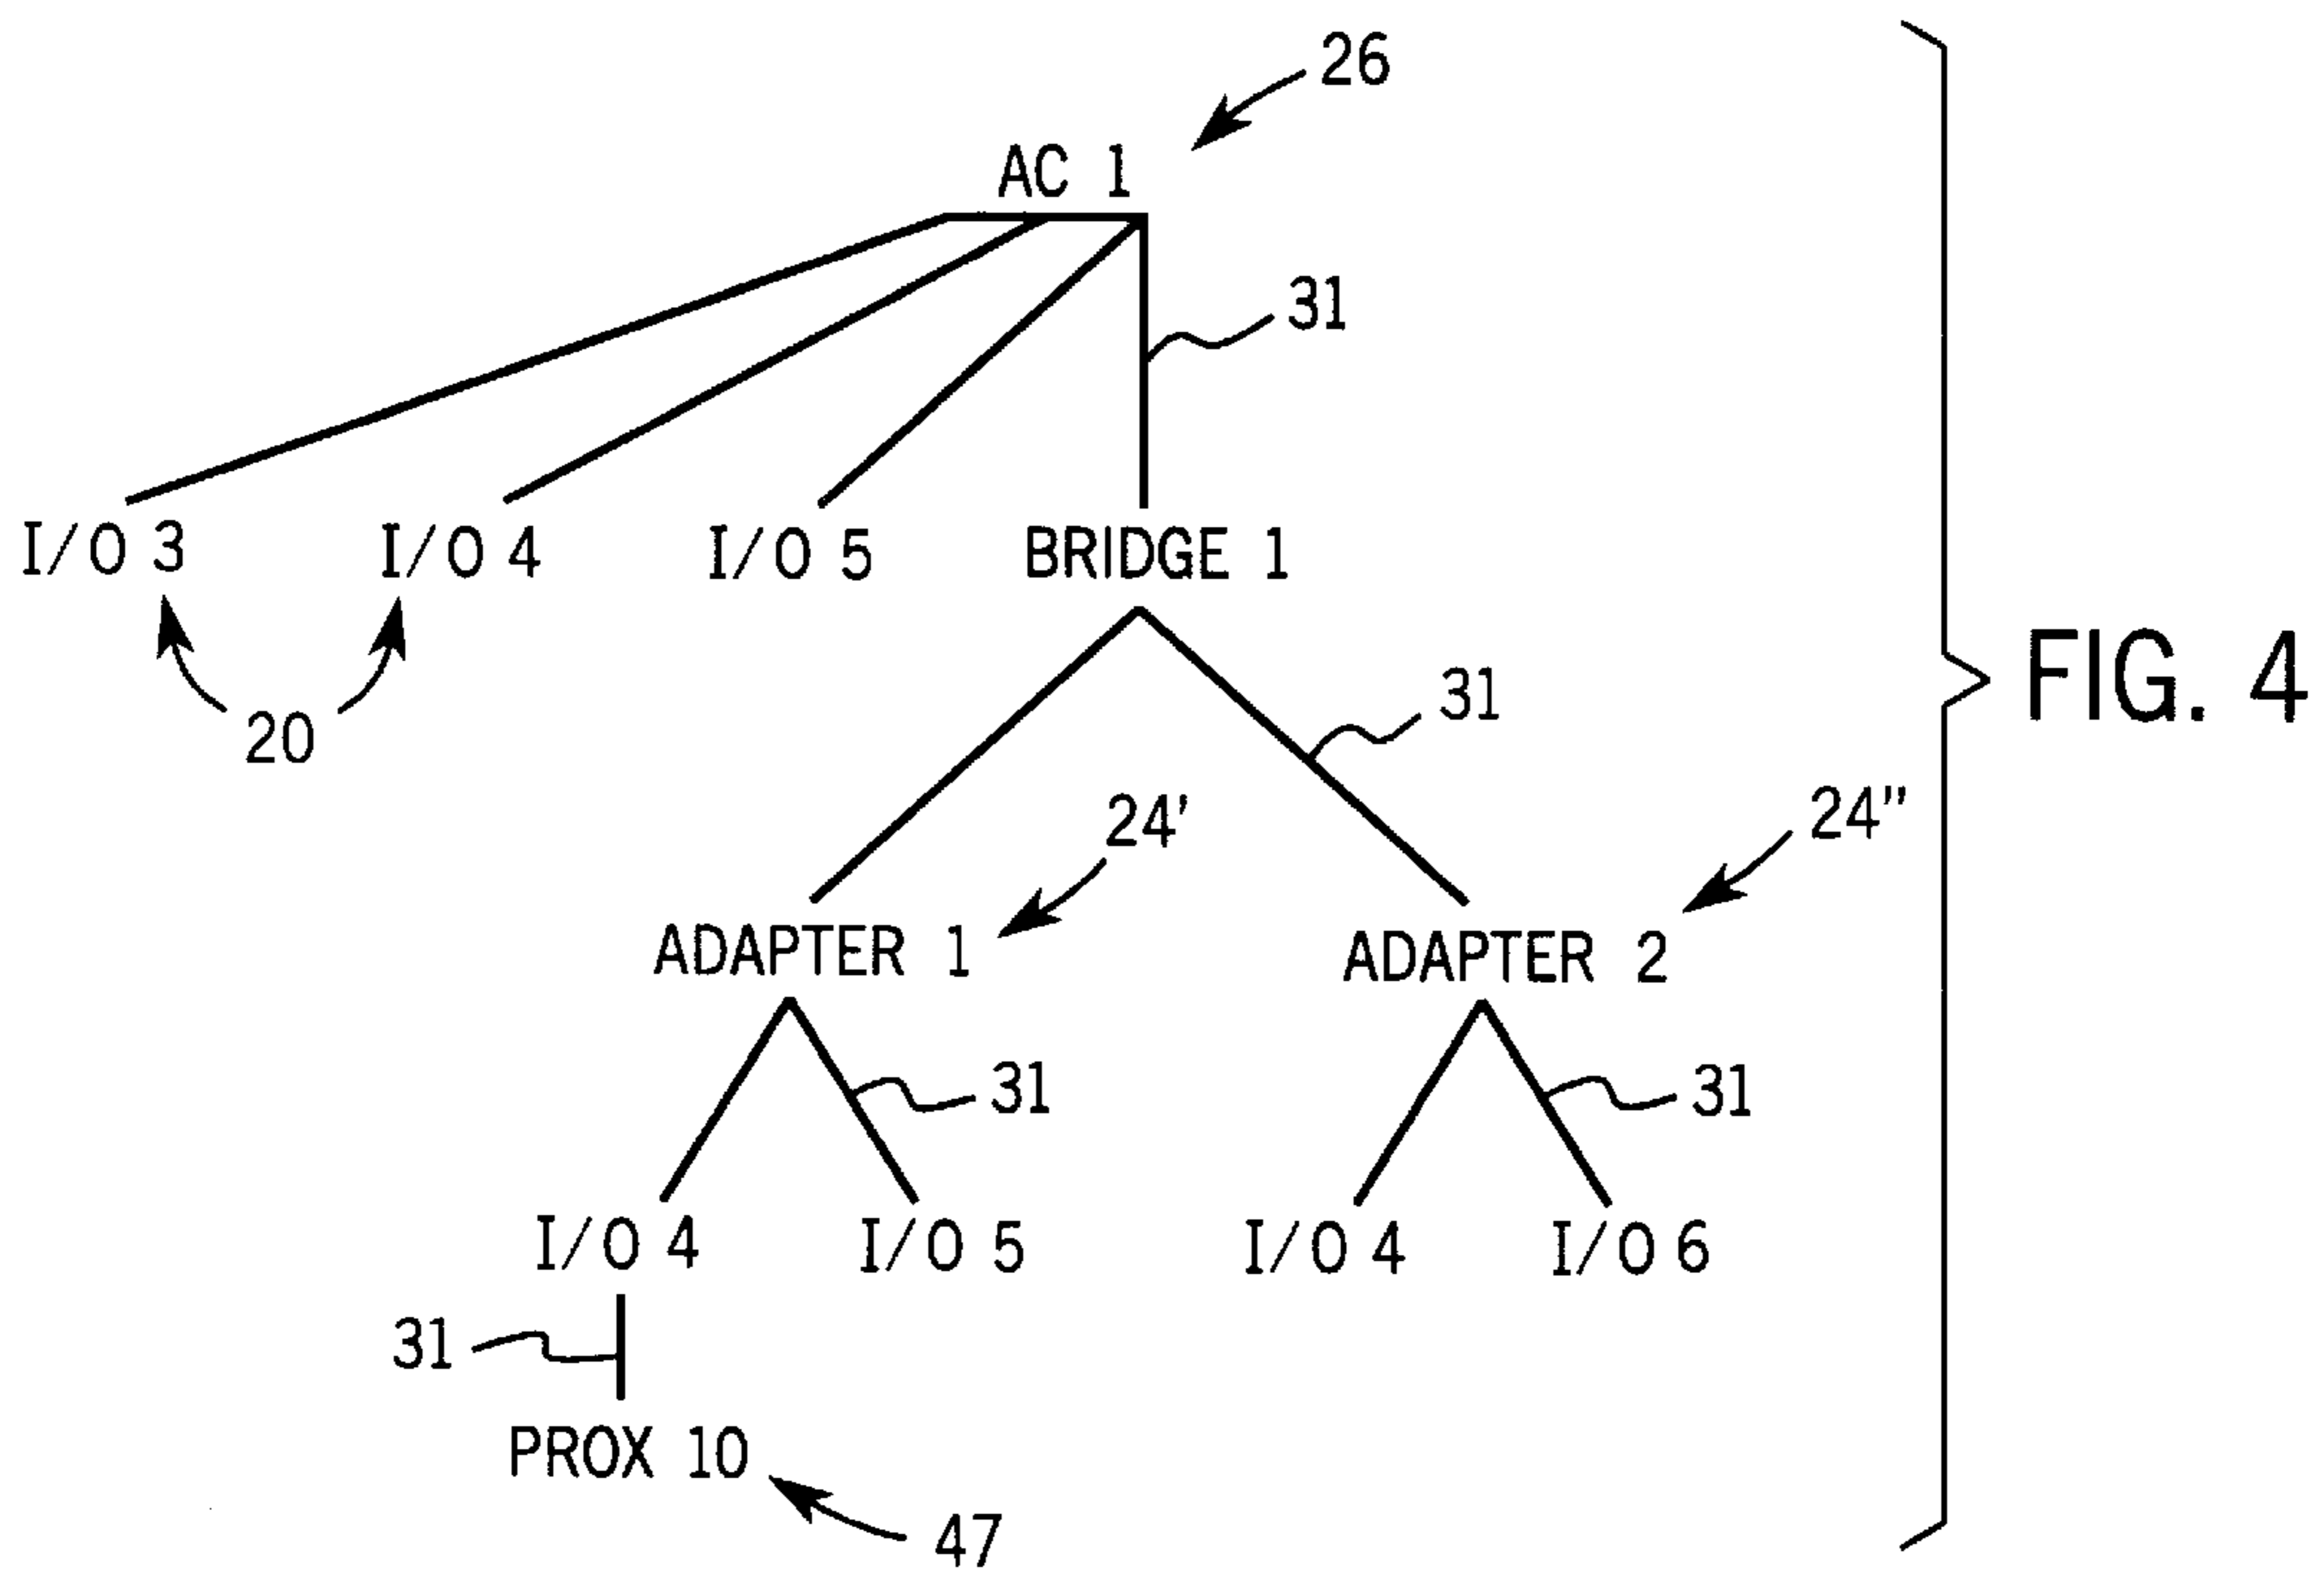 26
AC 1
31
I/O 3 I/O 4 I/O 5 BRIDGE 1
FIG. 4
31
20
24' 24"
ADAPTER 1 ADAPTER 2
31 31
I/O 4 I/O 5 I/O 4 I/O 6
31
PROX 10
47